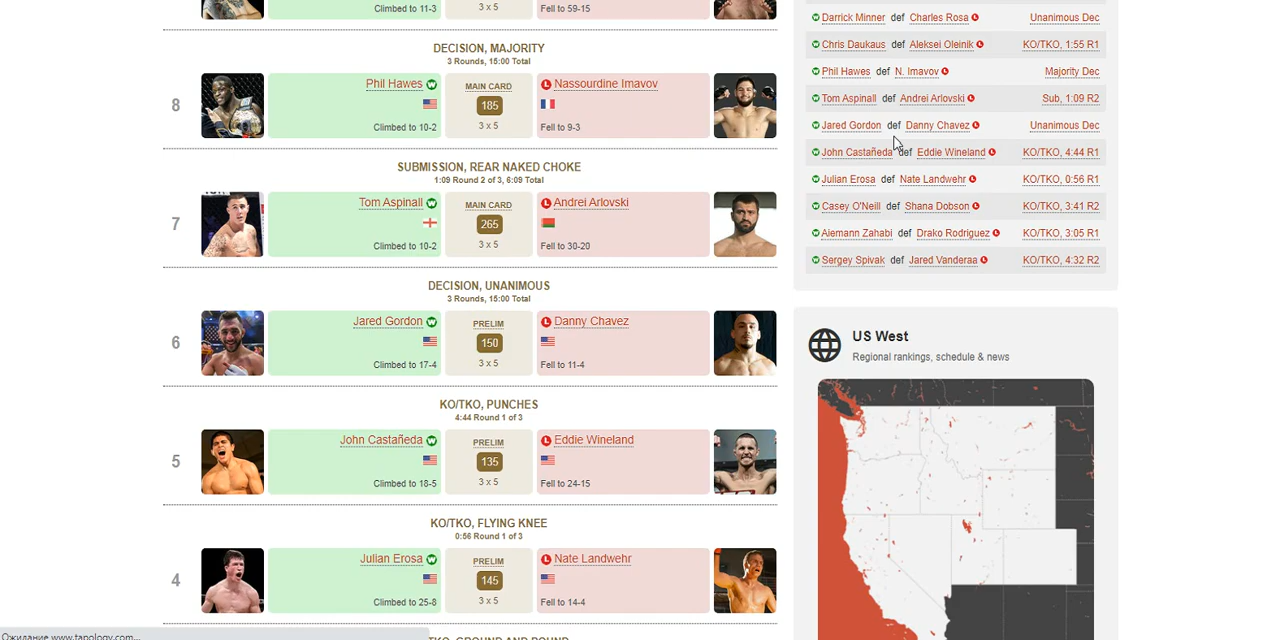 Climbed to 11-3
3 x 5
Fell to 59-15
DECISION, MAJORITY
3 Rounds, 15:00 Total
8
Phil Hawes W
MAIN CARD
L Nassourdine Imavov
185
Climbed to 10-2
3 x 5
Fell to 9-3
SUBMISSION, REAR NAKED CHOKE
1:09 Round 2 of 3, 6:09 Total
7
Tom Aspinall W
MAIN CARD
L Andrei Arlovski
265
Climbed to 10-2
3 x 5
Fell to 30-20
DECISION, UNANIMOUS
3 Rounds, 15:00 Total
6
Jared Gordon W
PRELIM
L Danny Chavez
150
Climbed to 17-4
3 x 5
Fell to 11-4
KO/TKO, PUNCHES
4:44 Round 1 of 3
5
John Castañeda W
PRELIM
L Eddie Wineland
135
Climbed to 18-5
3 x 5
Fell to 24-15
KO/TKO, FLYING KNEE
0:56 Round 1 of 3
4
Julian Erosa W
PRELIM
L Nate Landwehr
145
Climbed to 25-8
3 x 5
Fell to 14-4
KO/TKO, GROUND AND POUND
Ожидание www.tapology.com...
W Darrick Minner def Charles Rosa L Unanimous Dec
W Chris Daukaus def Aleksei Oleinik L KO/TKO, 1:55 R1
W Phil Hawes def N. Imavov L Majority Dec
W Tom Aspinall def Andrei Arlovski L Sub, 1:09 R2
W Jared Gordon def Danny Chavez L Unanimous Dec
W John Castañeda def Eddie Wineland L KO/TKO, 4:44 R1
W Julian Erosa def Nate Landwehr L KO/TKO, 0:56 R1
W Casey O'Neill def Shana Dobson L KO/TKO, 3:41 R2
W Aiemann Zahabi def Drako Rodriguez L KO/TKO, 3:05 R1
W Sergey Spivak def Jared Vanderaa L KO/TKO, 4:32 R2
US West
Regional rankings, schedule & news